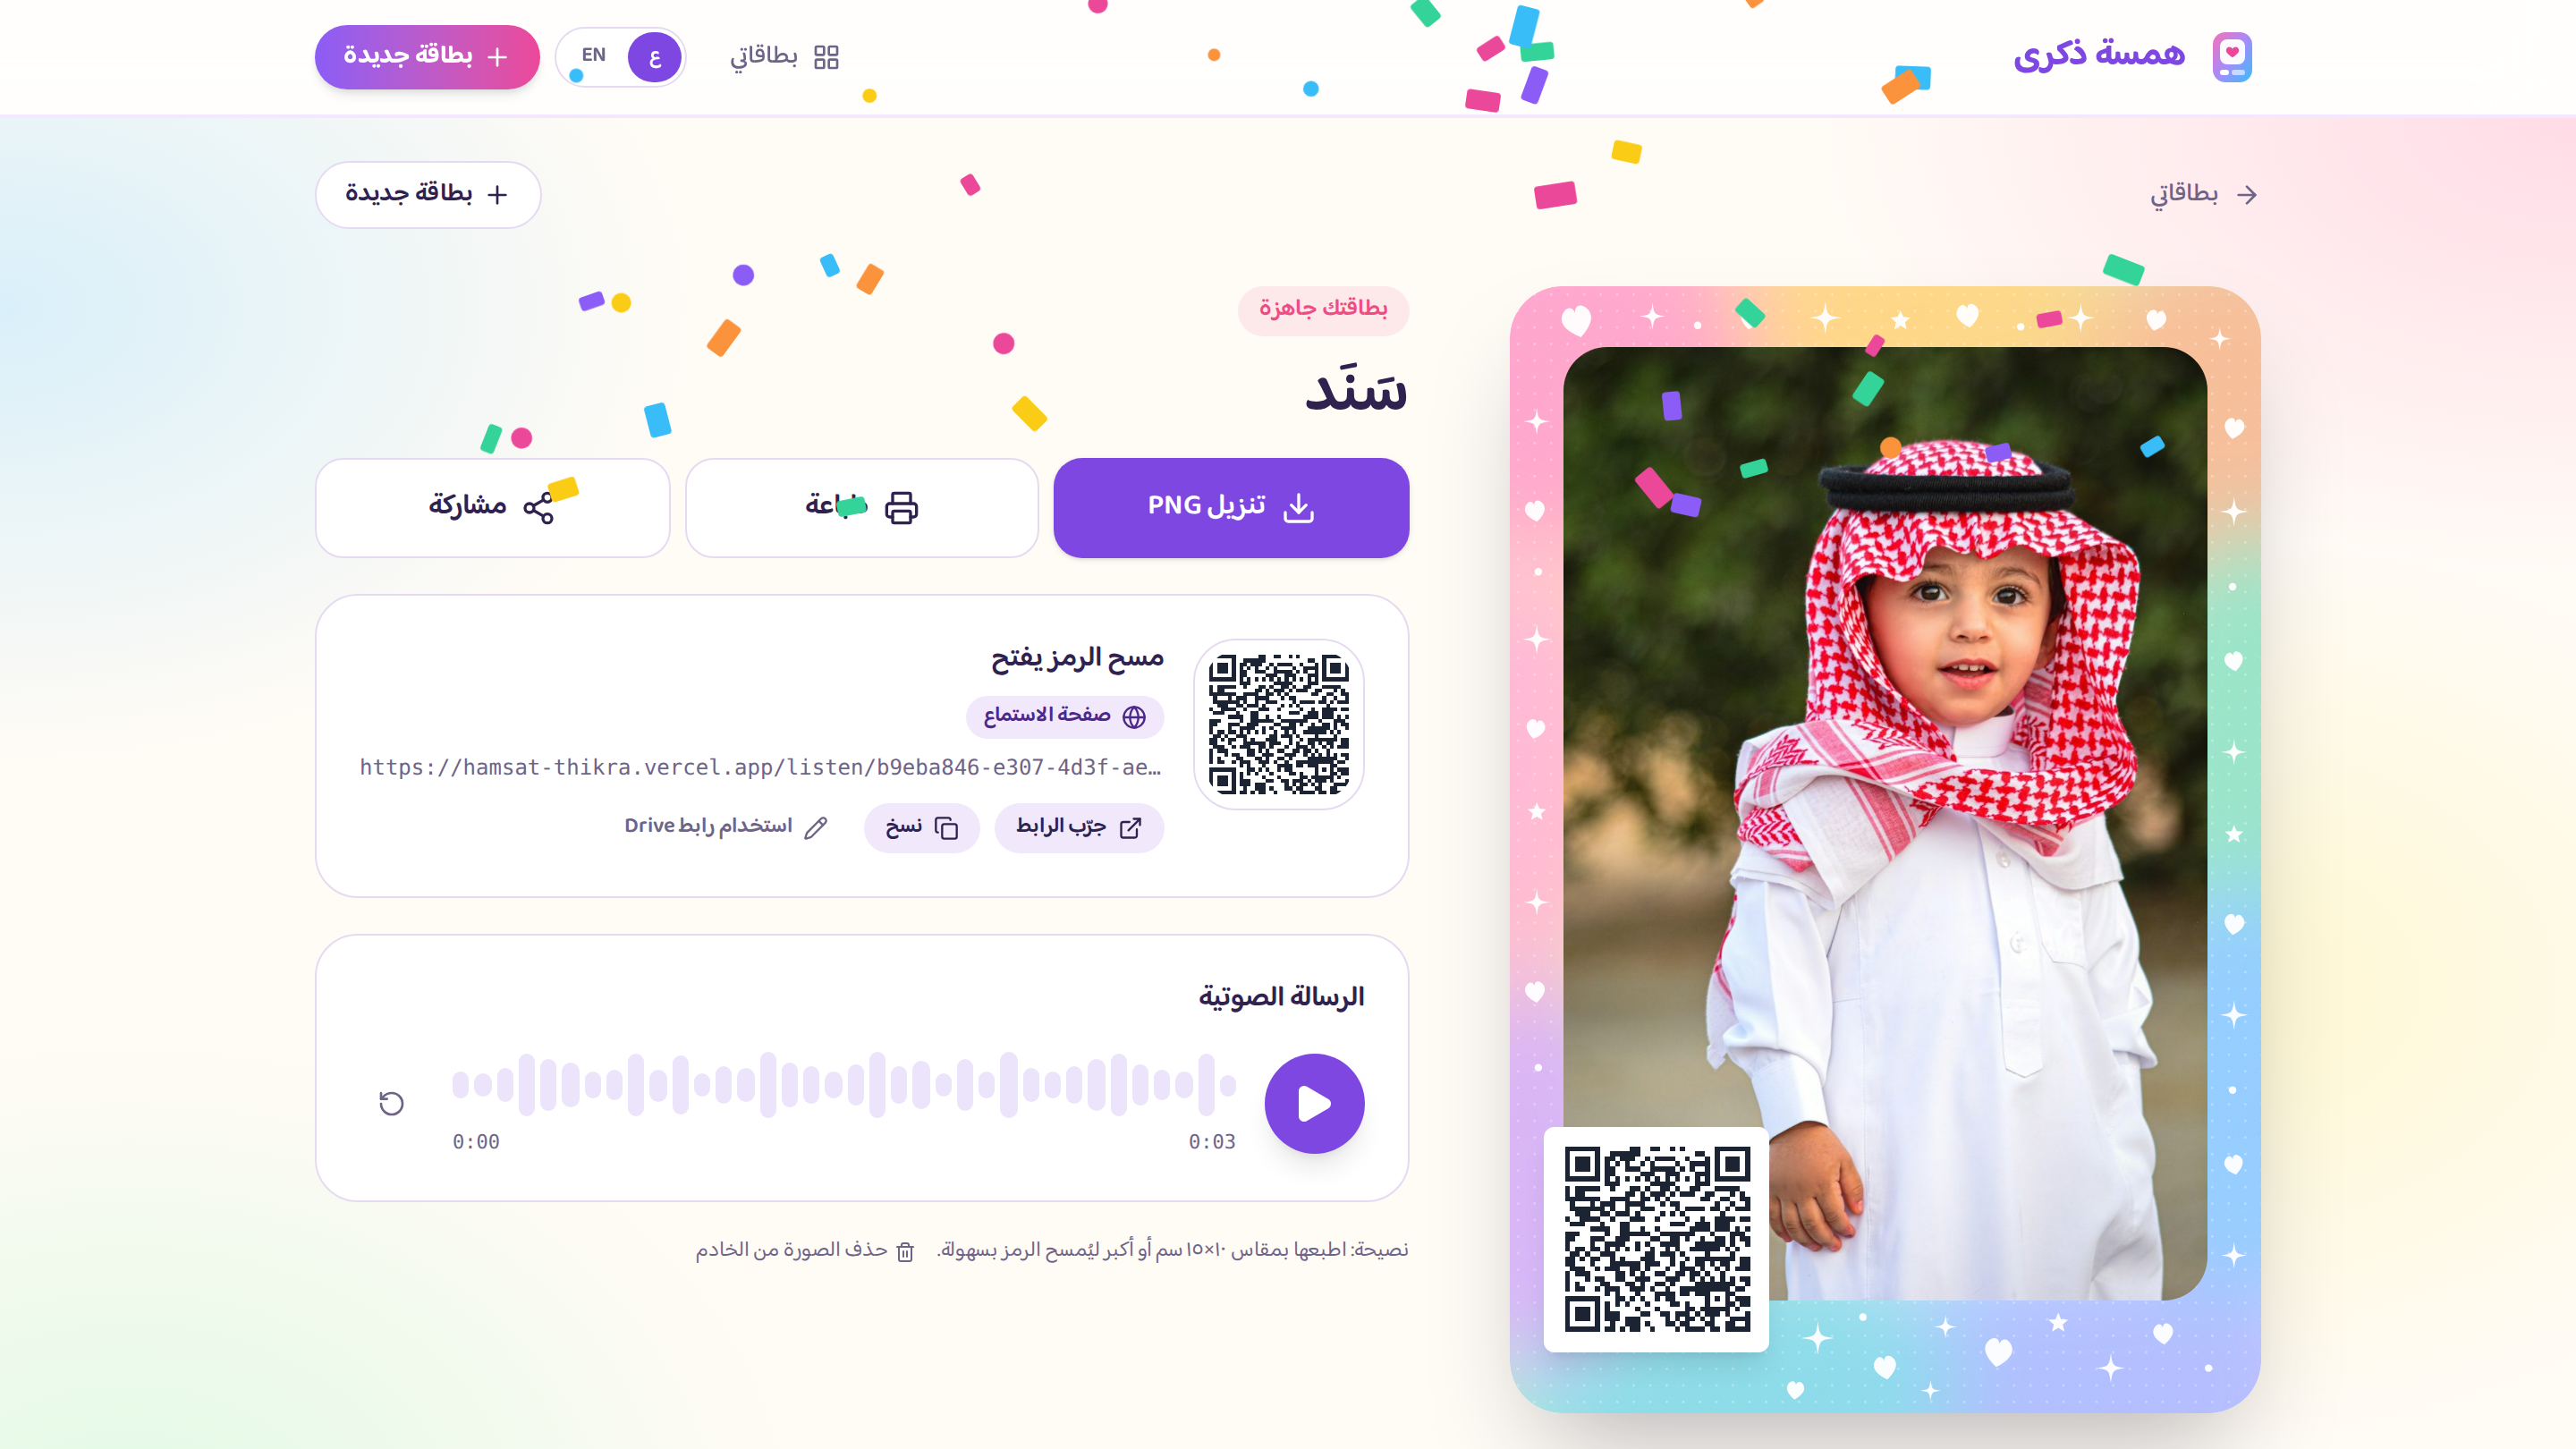 همسة ذكرى
بطاقاتي
ع
EN
بطاقة جديدة
بطاقاتي
بطاقة جديدة
بطاقتك جاهزة
سَنَد
تنزيل PNG
مشاركة
مسح الرمز يفتح
صفحة الاستماع
https://hamsat-thikra.vercel.app/listen/b9eba846-e307-4d3f-ae…
جرّب الرابط
نسخ
استخدام رابط Drive
الرسالة الصوتية
0:00
0:03
نصيحة: اطبعها بمقاس ١٠×١٥ سم أو أكبر ليُمسح الرمز بسهولة.
حذف الصورة من الخادم